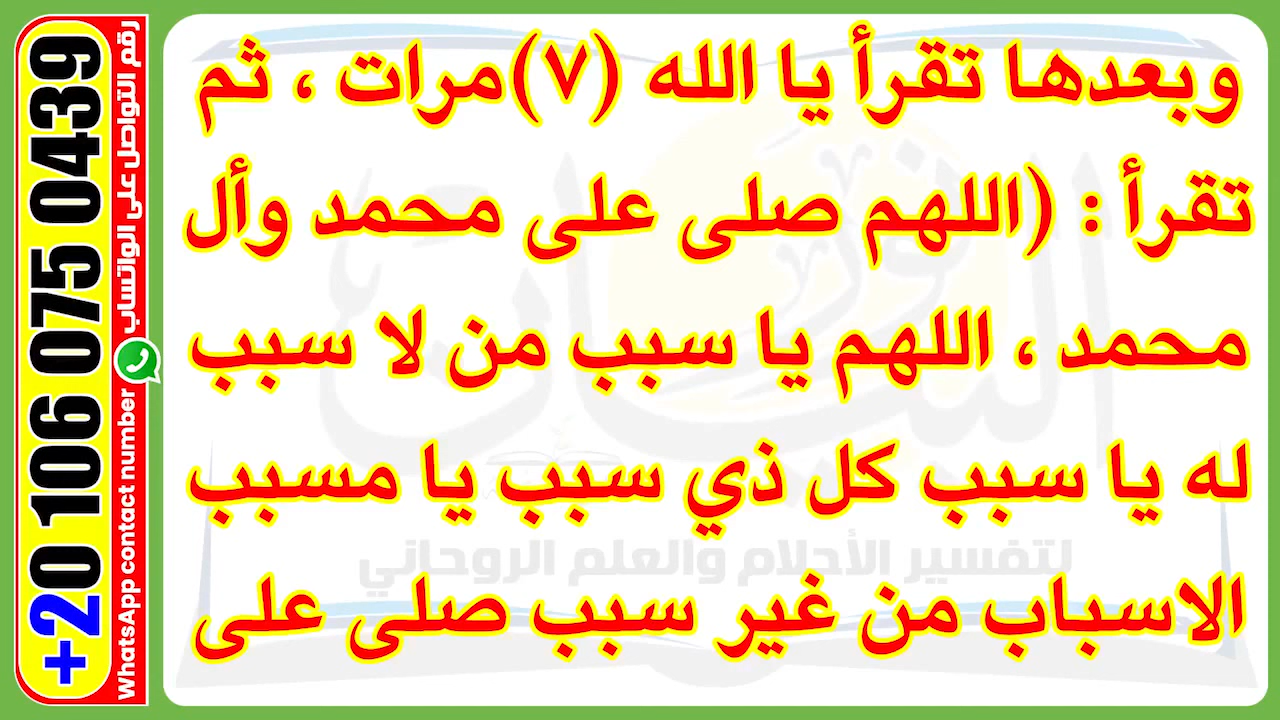 وبعدها تقرأ يا الله (٧)مرات ، ثم
تقرأ : (اللهم صلى على محمد وأل
محمد ، اللهم يا سبب من لا سبب
له يا سبب كل ذي سبب يا مسبب
الاسباب من غير سبب صلى على
رقم التواصل على الواتساب
WhatsApp contact number
+20 106 075 0439
نور البيان
لتفسير الأحلام والعلم الروحاني